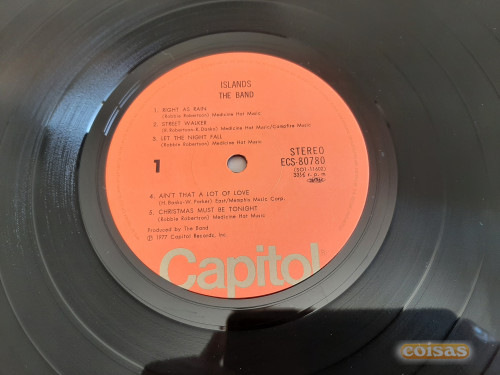 ISLANDS
THE BAND
1. RIGHT AS RAIN
(Robbie Robertson) Medicine Hat Music
2. STREET WALKER
(R. Robertson-R. Danko) Medicine Hat Music/Campfire Music
3. LET THE NIGHT FALL
(Robbie Robertson) Medicine Hat Music
1
STEREO
ECS-80780
33⅓ r.p.m.
4. AIN'T THAT A LOT OF LOVE
(H. Banks-W. Parker) East/Memphis Music Corp.
5. CHRISTMAS MUST BE TONIGHT
(Robbie Robertson) Medicine Hat Music
Produced by The Band
℗ 1977 Capitol Records, Inc.
Capitol
coisas